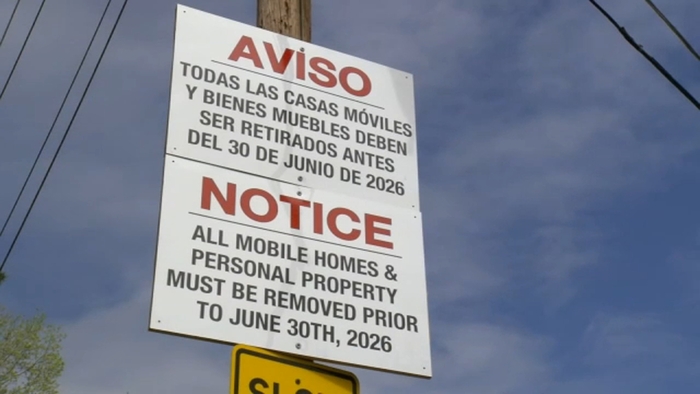 AVISO
TODAS LAS CASAS MÓVILES
Y BIENES MUEBLES DEBEN
SER RETIRADOS ANTES
DEL 30 DE JUNIO DE 2026
NOTICE
ALL MOBILE HOMES &
PERSONAL PROPERTY
MUST BE REMOVED PRIOR
TO JUNE 30TH, 2026